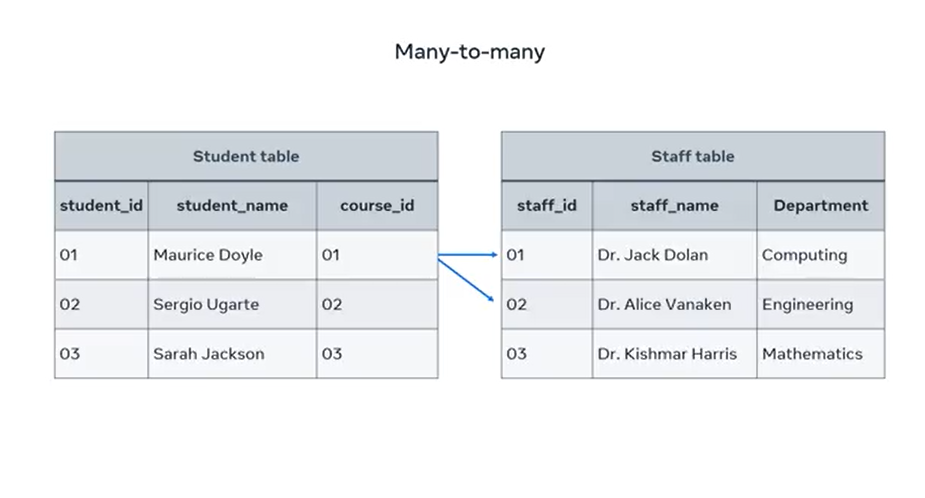 Many-to-many
Student table
student_id student_name course_id
01 Maurice Doyle 01
02 Sergio Ugarte 02
03 Sarah Jackson 03
Staff table
staff_id staff_name Department
01 Dr. Jack Dolan Computing
02 Dr. Alice Vanaken Engineering
03 Dr. Kishmar Harris Mathematics